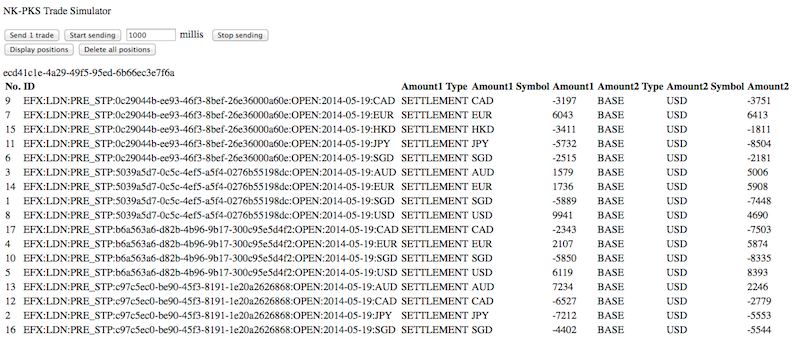 NK-PKS Trade Simulator
Send 1 trade Start sending 1000 millis Stop sending
Display positions Delete all positions
ecd41c1e-4a29-49f5-95ed-6b66ec3e7f6a
No. ID Amount1 Type Amount1 Symbol Amount1 Amount2 Type Amount2 Symbol Amount2
9 EFX:LDN:PRE_STP:0c29044b-ee93-46f3-8bef-26e36000a60e:OPEN:2014-05-19:CAD SETTLEMENT CAD -3197 BASE USD -3751
7 EFX:LDN:PRE_STP:0c29044b-ee93-46f3-8bef-26e36000a60e:OPEN:2014-05-19:EUR SETTLEMENT EUR 6043 BASE USD 6413
15 EFX:LDN:PRE_STP:0c29044b-ee93-46f3-8bef-26e36000a60e:OPEN:2014-05-19:HKD SETTLEMENT HKD -3411 BASE USD -1811
11 EFX:LDN:PRE_STP:0c29044b-ee93-46f3-8bef-26e36000a60e:OPEN:2014-05-19:JPY SETTLEMENT JPY -5732 BASE USD -8504
6 EFX:LDN:PRE_STP:0c29044b-ee93-46f3-8bef-26e36000a60e:OPEN:2014-05-19:SGD SETTLEMENT SGD -2515 BASE USD -2181
3 EFX:LDN:PRE_STP:5039a5d7-0c5c-4ef5-a5f4-0276b55198dc:OPEN:2014-05-19:AUD SETTLEMENT AUD 1579 BASE USD 5006
14 EFX:LDN:PRE_STP:5039a5d7-0c5c-4ef5-a5f4-0276b55198dc:OPEN:2014-05-19:EUR SETTLEMENT EUR 1736 BASE USD 5908
1 EFX:LDN:PRE_STP:5039a5d7-0c5c-4ef5-a5f4-0276b55198dc:OPEN:2014-05-19:SGD SETTLEMENT SGD -5889 BASE USD -7448
8 EFX:LDN:PRE_STP:5039a5d7-0c5c-4ef5-a5f4-0276b55198dc:OPEN:2014-05-19:USD SETTLEMENT USD 9941 BASE USD 4690
17 EFX:LDN:PRE_STP:b6a563a6-d82b-4b96-9b17-300c95e5d4f2:OPEN:2014-05-19:CAD SETTLEMENT CAD -2343 BASE USD -7503
4 EFX:LDN:PRE_STP:b6a563a6-d82b-4b96-9b17-300c95e5d4f2:OPEN:2014-05-19:EUR SETTLEMENT EUR 2107 BASE USD 5874
10 EFX:LDN:PRE_STP:b6a563a6-d82b-4b96-9b17-300c95e5d4f2:OPEN:2014-05-19:SGD SETTLEMENT SGD -5850 BASE USD -8335
5 EFX:LDN:PRE_STP:b6a563a6-d82b-4b96-9b17-300c95e5d4f2:OPEN:2014-05-19:USD SETTLEMENT USD 6119 BASE USD 8393
13 EFX:LDN:PRE_STP:c97c5ec0-be90-45f3-8191-1e20a2626868:OPEN:2014-05-19:AUD SETTLEMENT AUD 7234 BASE USD 2246
12 EFX:LDN:PRE_STP:c97c5ec0-be90-45f3-8191-1e20a2626868:OPEN:2014-05-19:CAD SETTLEMENT CAD -6527 BASE USD -2779
2 EFX:LDN:PRE_STP:c97c5ec0-be90-45f3-8191-1e20a2626868:OPEN:2014-05-19:JPY SETTLEMENT JPY -7212 BASE USD -5553
16 EFX:LDN:PRE_STP:c97c5ec0-be90-45f3-8191-1e20a2626868:OPEN:2014-05-19:SGD SETTLEMENT SGD -4402 BASE USD -5544